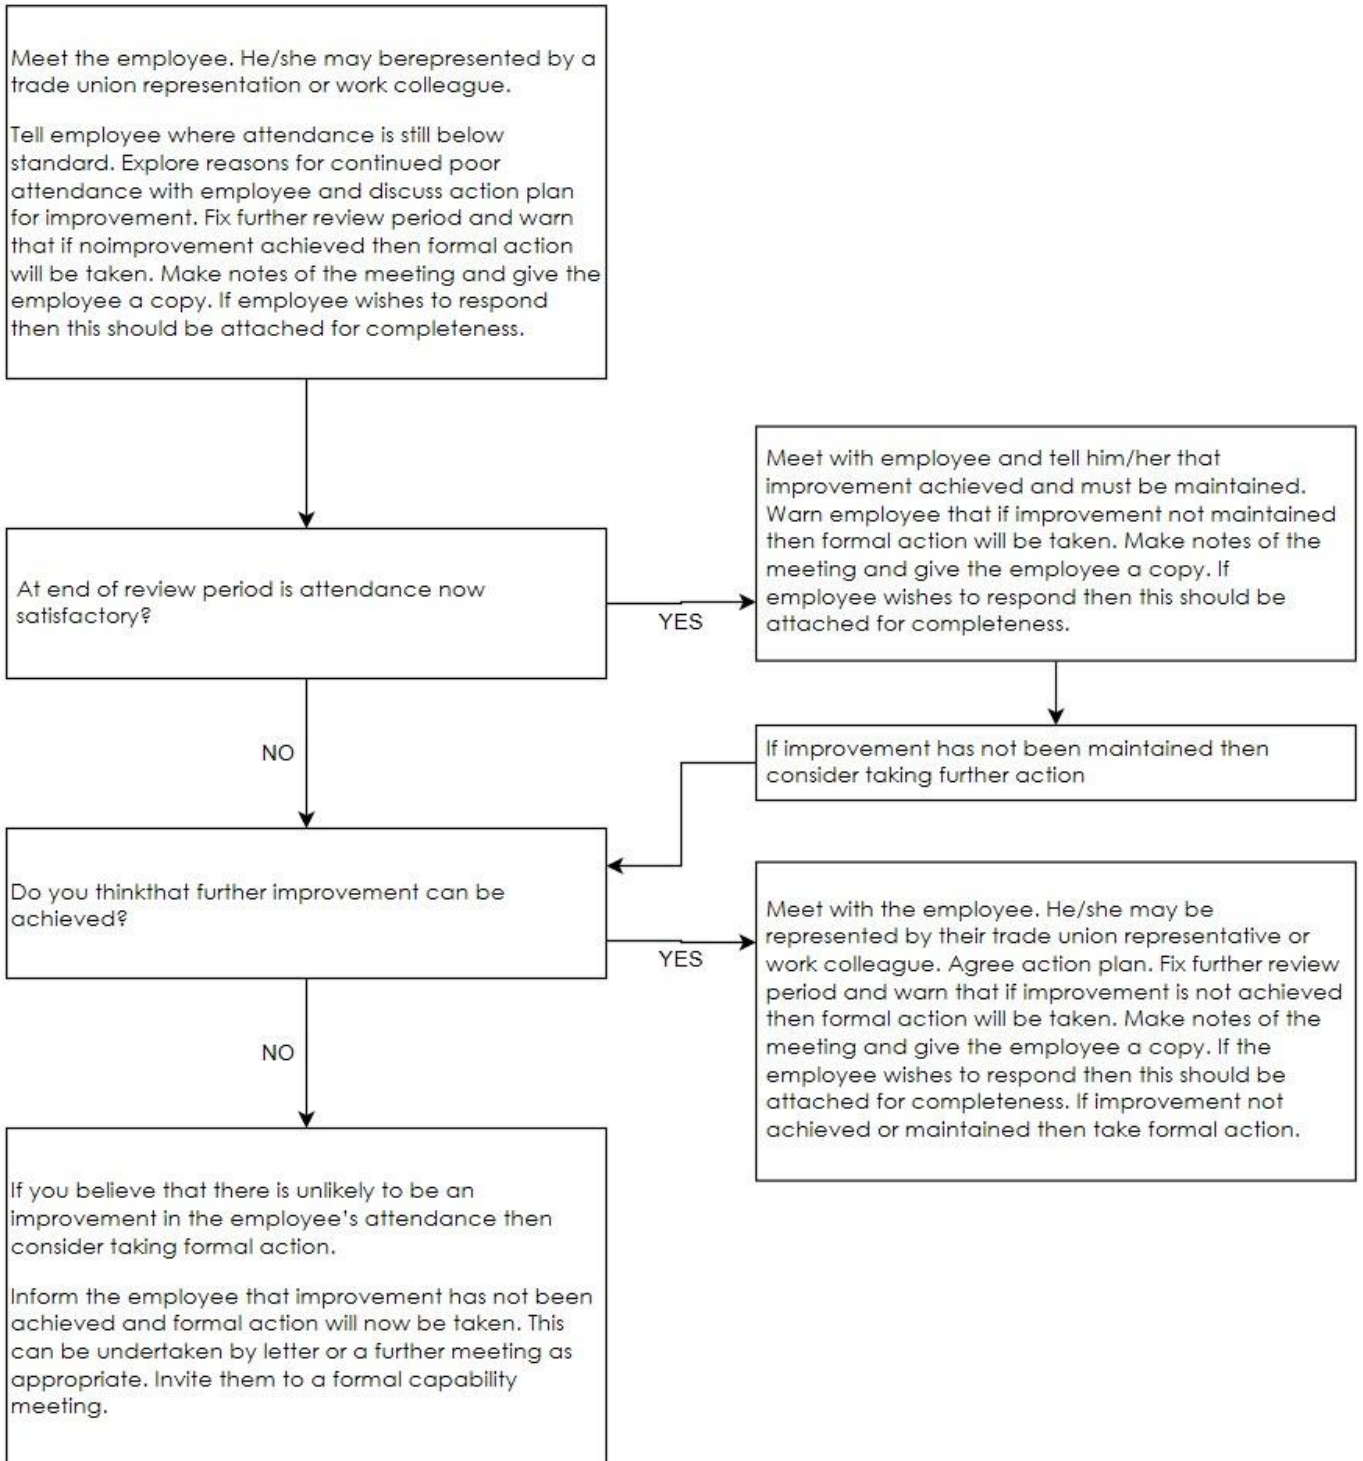 Meet the employee. He/she may berepresented by a
trade union representation or work colleague.
Tell employee where attendance is still below
standard. Explore reasons for continued poor
attendance with employee and discuss action plan
for improvement. Fix further review period and warn
that if noimprovement achieved then formal action
will be taken. Make notes of the meeting and give the
employee a copy. If employee wishes to respond
then this should be attached for completeness.
At end of review period is attendance now
satisfactory?
YES
Meet with employee and tell him/her that
improvement achieved and must be maintained.
Warn employee that if improvement not maintained
then formal action will be taken. Make notes of the
meeting and give the employee a copy. If
employee wishes to respond then this should be
attached for completeness.
If improvement has not been maintained then
consider taking further action
NO
Do you thinkthat further improvement can be
achieved?
YES
Meet with the employee. He/she may be
represented by their trade union representative or
work colleague. Agree action plan. Fix further review
period and warn that if improvement is not achieved
then formal action will be taken. Make notes of the
meeting and give the employee a copy. If the
employee wishes to respond then this should be
attached for completeness. If improvement not
achieved or maintained then take formal action.
NO
If you believe that there is unlikely to be an
improvement in the employee's attendance then
consider taking formal action.
Inform the employee that improvement has not been
achieved and formal action will now be taken. This
can be undertaken by letter or a further meeting as
appropriate. Invite them to a formal capability
meeting.